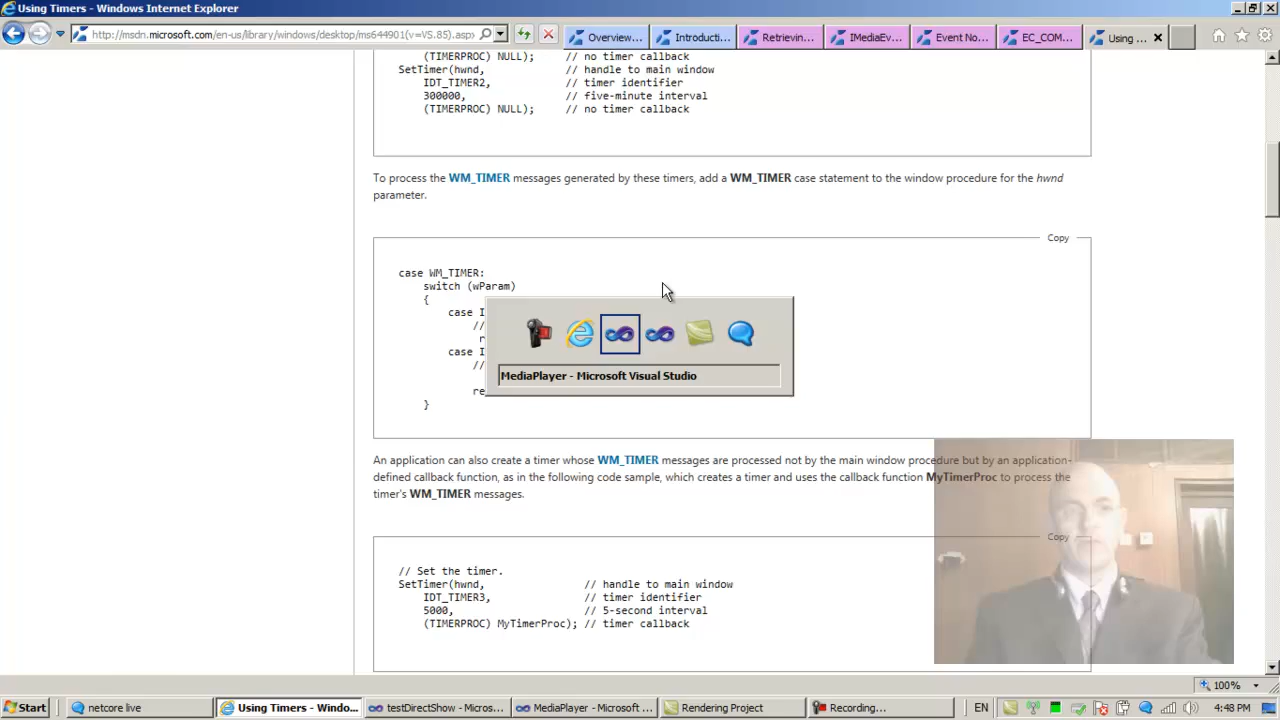 Using Timers - Windows Internet Explorer
http://msdn.microsoft.com/en-us/library/windows/desktop/ms644901(v=VS.85).aspx
Overview...
Introducti...
Retrievin...
IMediaEv...
Event No...
EC_COM...
Using ...
(TIMERPROC) NULL); // no timer callback
SetTimer(hwnd, // handle to main window
IDT_TIMER2, // timer identifier
300000, // five-minute interval
(TIMERPROC) NULL); // no timer callback
To process the WM_TIMER messages generated by these timers, add a WM_TIMER case statement to the window procedure for the hwnd
parameter.
Copy
case WM_TIMER:
switch (wParam)
{
case I
//
r
case I
//
re
}
MediaPlayer - Microsoft Visual Studio
An application can also create a timer whose WM_TIMER messages are processed not by the main window procedure but by an application-
defined callback function, as in the following code sample, which creates a timer and uses the callback function MyTimerProc to process the
timer's WM_TIMER messages.
Copy
// Set the timer.
SetTimer(hwnd, // handle to main window
IDT_TIMER3, // timer identifier
5000, // 5-second interval
(TIMERPROC) MyTimerProc); // timer callback
100%
Start
netcore live
Using Timers - Windo...
testDirectShow - Micros...
MediaPlayer - Microsoft ...
Rendering Project
Recording...
EN
4:48 PM